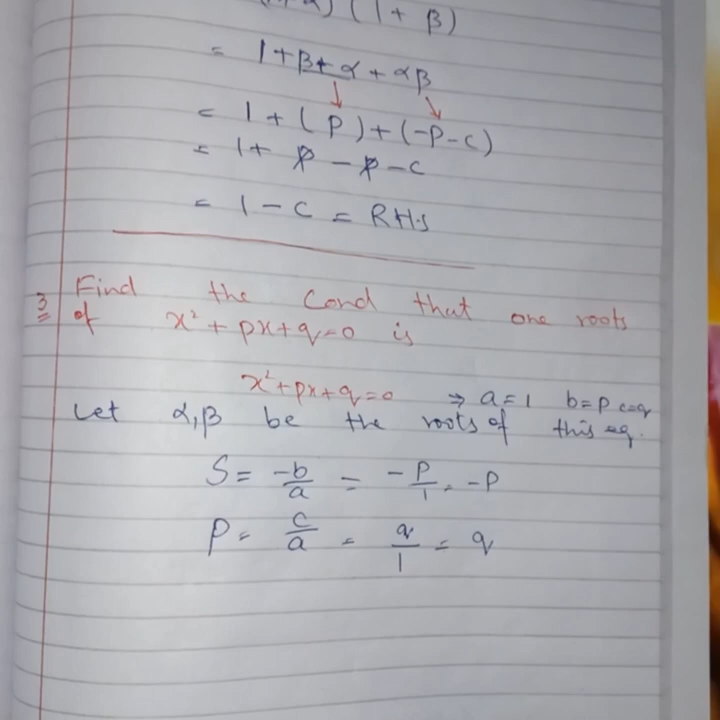 (1 + β)
= 1 + β + α + αβ
= 1 + (P) + (-P-C)
= 1 + P - P - C
= 1 - C = RHS
3 Find the Cond that one roots
of x² + px + q = 0 is
x² + px + q = 0 ⇒ a = 1 b = P c = q
Let α, β be the roots of this eq.
S = -b/a = -P/1 = -P
P = c/a = q/1 = q